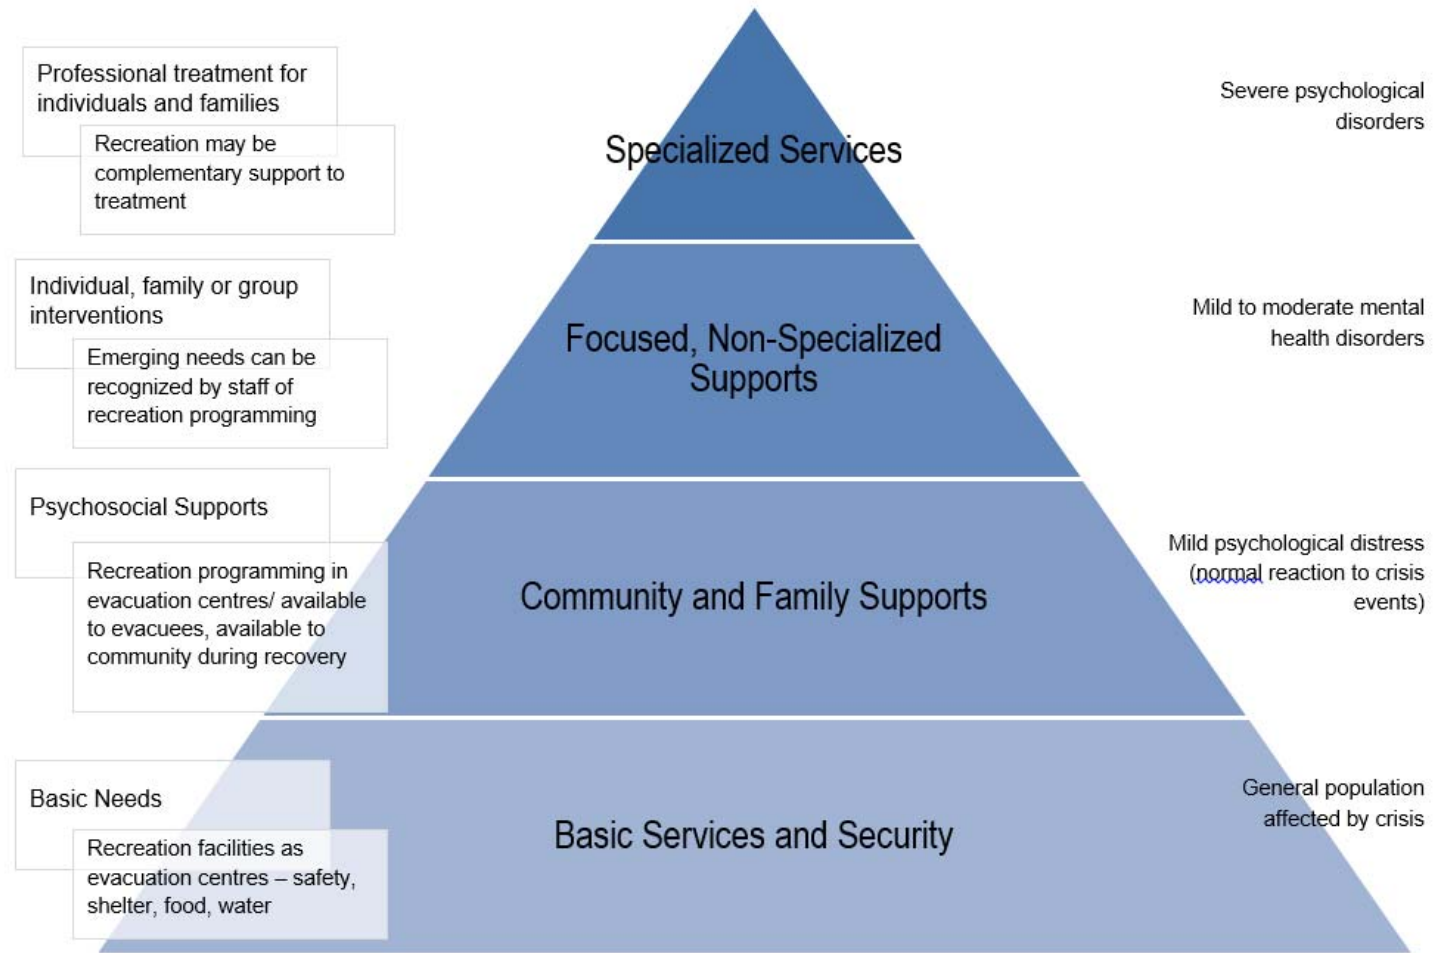 Professional treatment for
individuals and families
Recreation may be
complementary support to
treatment
Specialized Services
Severe psychological
disorders
Individual, family or group
interventions
Emerging needs can be
recognized by staff of
recreation programming
Focused, Non-Specialized
Supports
Mild to moderate mental
health disorders
Psychosocial Supports
Recreation programming in
evacuation centres/ available
to evacuees, available to
community during recovery
Community and Family Supports
Mild psychological distress
(normal reaction to crisis
events)
Basic Needs
Recreation facilities as
evacuation centres – safety,
shelter, food, water
Basic Services and Security
General population
affected by crisis